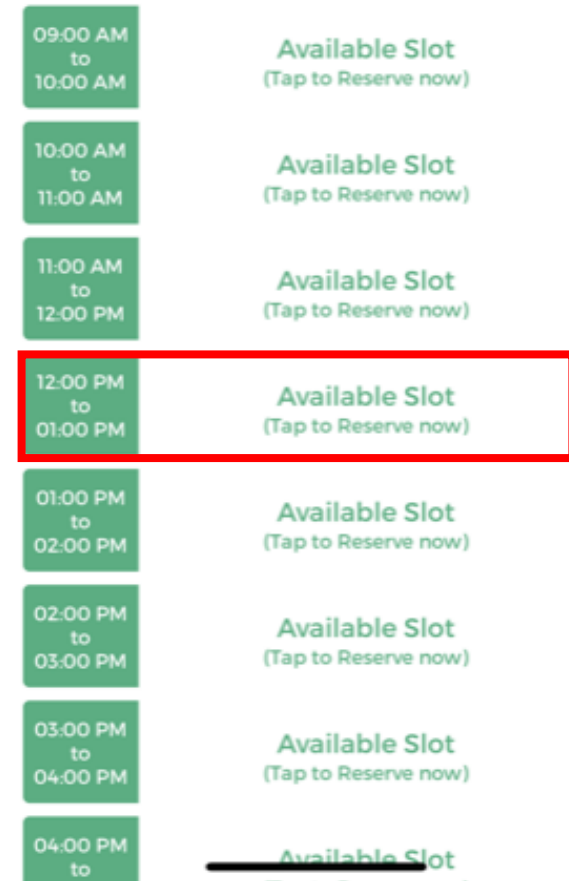 09:00 AM
to
10:00 AM
Available Slot
(Tap to Reserve now)
10:00 AM
to
11:00 AM
Available Slot
(Tap to Reserve now)
11:00 AM
to
12:00 PM
Available Slot
(Tap to Reserve now)
12:00 PM
to
01:00 PM
Available Slot
(Tap to Reserve now)
01:00 PM
to
02:00 PM
Available Slot
(Tap to Reserve now)
02:00 PM
to
03:00 PM
Available Slot
(Tap to Reserve now)
03:00 PM
to
04:00 PM
Available Slot
(Tap to Reserve now)
04:00 PM
to
Available Slot